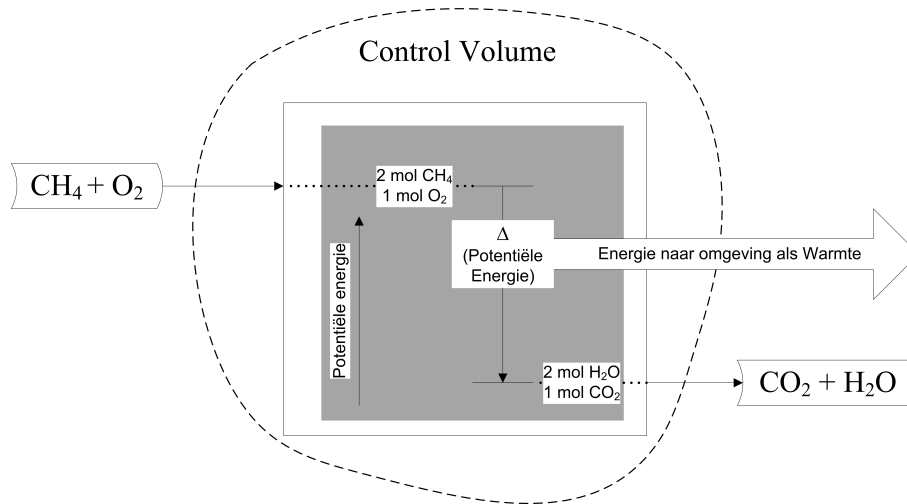 Control Volume
CH₄ + O₂
2 mol CH₄
1 mol O₂
Potentiële energie
Δ
(Potentiële
Energie)
Energie naar omgeving als Warmte
2 mol H₂O
1 mol CO₂
CO₂ + H₂O